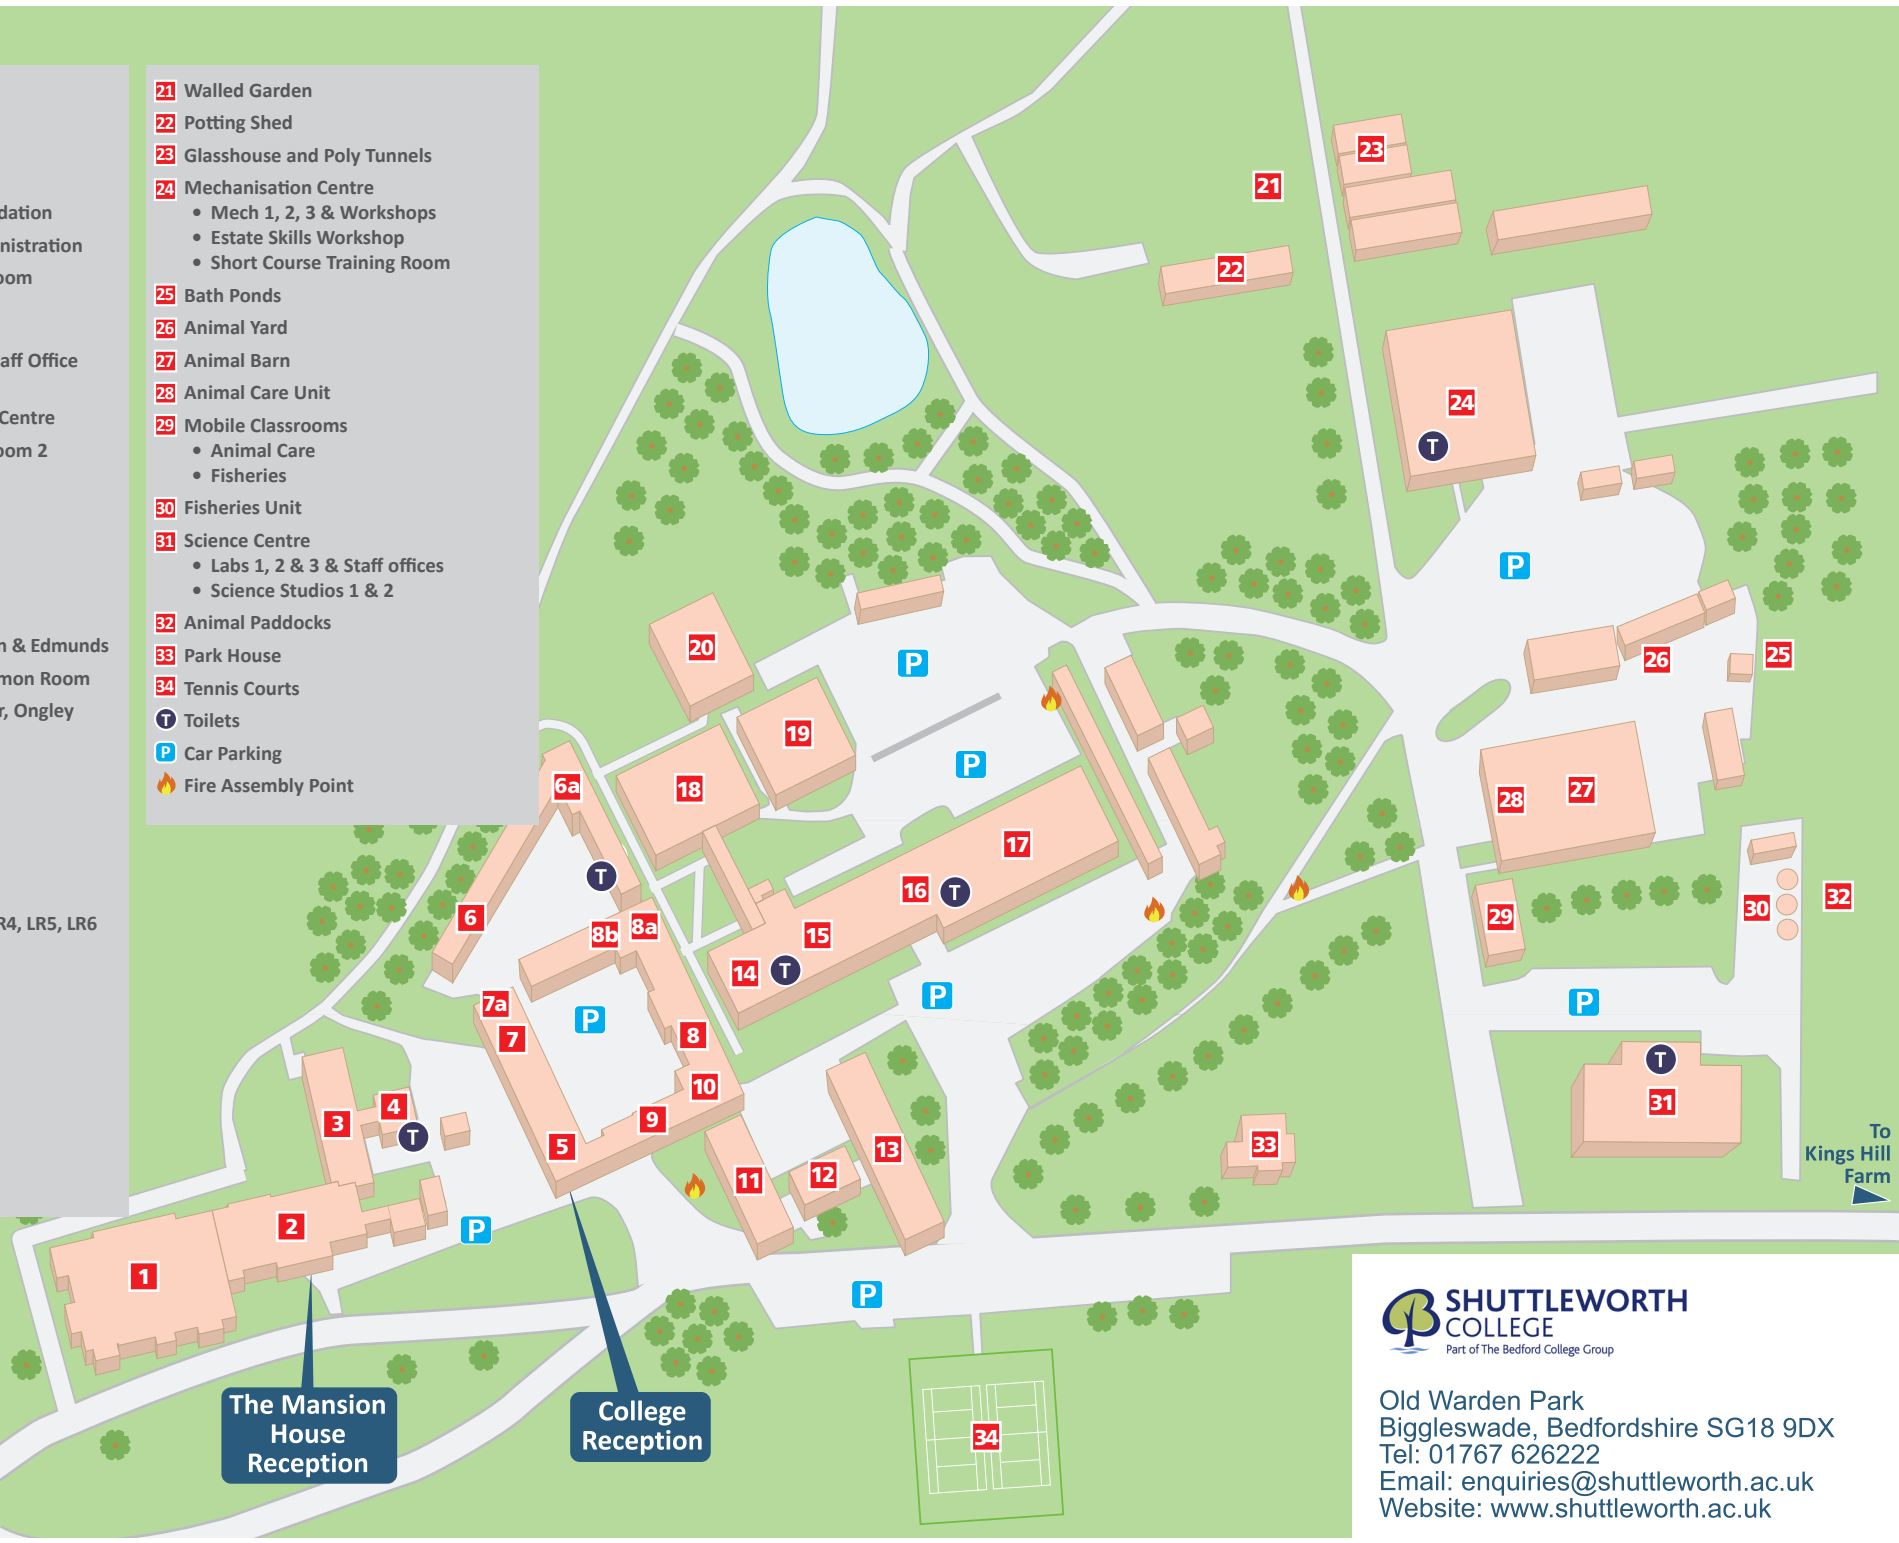 dation
nistration
oom
aff Office
Centre
oom 2
n & Edmunds
mon Room
r, Ongley
R4, LR5, LR6
21 Walled Garden
22 Potting Shed
23 Glasshouse and Poly Tunnels
24 Mechanisation Centre
• Mech 1, 2, 3 & Workshops
• Estate Skills Workshop
• Short Course Training Room
25 Bath Ponds
26 Animal Yard
27 Animal Barn
28 Animal Care Unit
29 Mobile Classrooms
• Animal Care
• Fisheries
30 Fisheries Unit
31 Science Centre
• Labs 1, 2 & 3 & Staff offices
• Science Studios 1 & 2
32 Animal Paddocks
33 Park House
34 Tennis Courts
T Toilets
P Car Parking
Fire Assembly Point
23
21
22
24
T
P
20
P
26
25
19
P
18
6a
28
27
17
T
16
T
6
8b
8a
15
29
30
32
14
T
7a
P
P
P
7
8
T
10
31
4
3
T
9
5
13
33
11
12
To
Kings Hill
Farm
2
P
1
P
The Mansion
House
Reception
College
Reception
34
SHUTTLEWORTH
COLLEGE
Part of The Bedford College Group
Old Warden Park
Biggleswade, Bedfordshire SG18 9DX
Tel: 01767 626222
Email: enquiries@shuttleworth.ac.uk
Website: www.shuttleworth.ac.uk